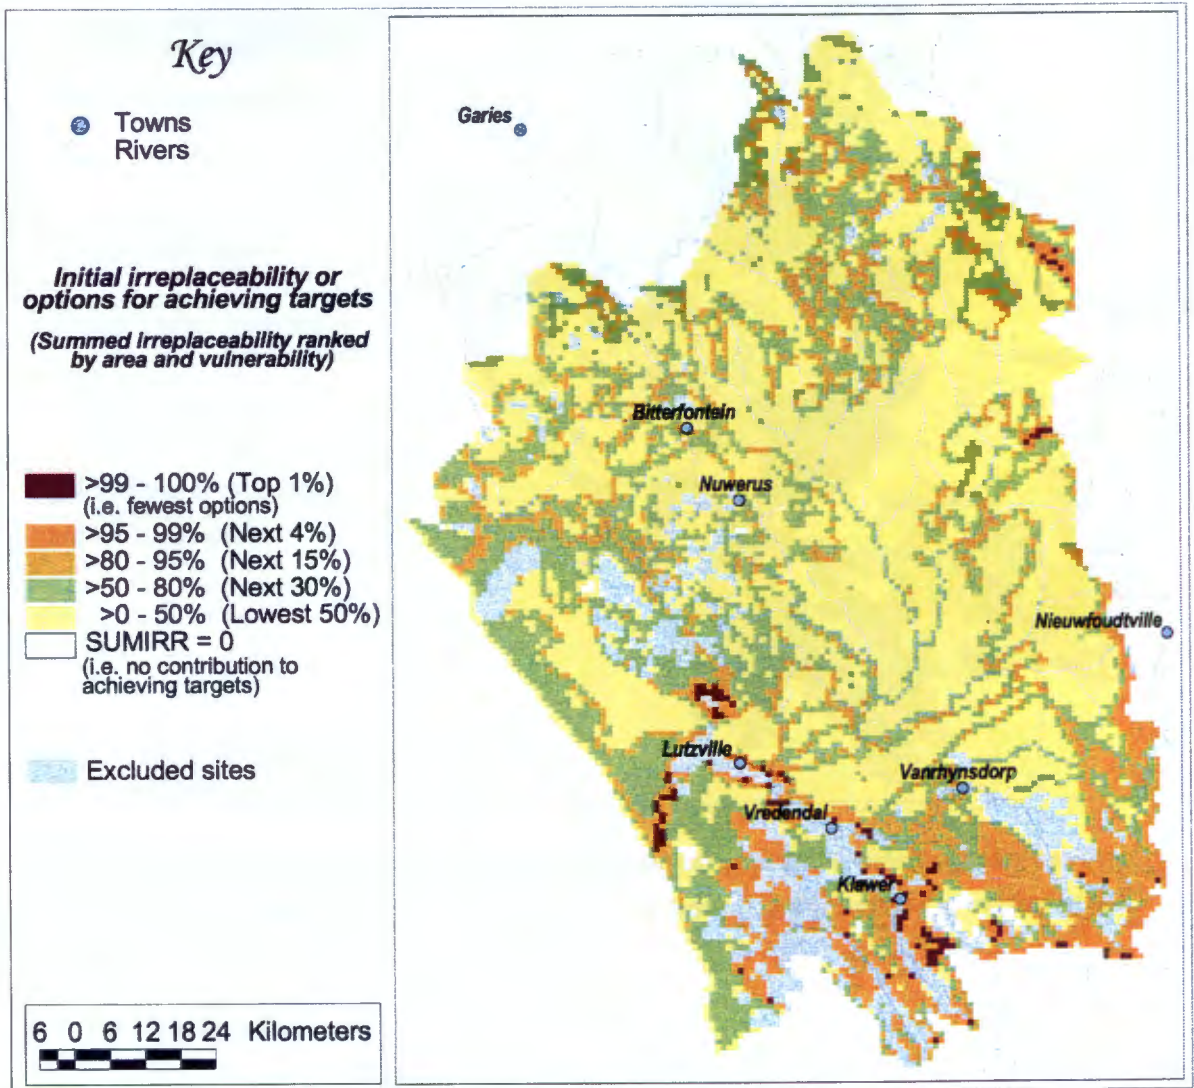 Key
Towns
Rivers
Initial irreplaceability or
options for achieving targets
(Summed irreplaceability ranked
by area and vulnerability)
>99 - 100% (Top 1%)
(i.e. fewest options)
>95 - 99% (Next 4%)
>80 - 95% (Next 15%)
>50 - 80% (Next 30%)
>0 - 50% (Lowest 50%)
SUMIRR = 0
(i.e. no contribution to
achieving targets)
Excluded sites
6 0 6 12 18 24 Kilometers
Garies
Bitterfontein
Nuwerus
Nieuwfoudtville
Lutzville
Vanrhynsdorp
Vredendal
Klawer